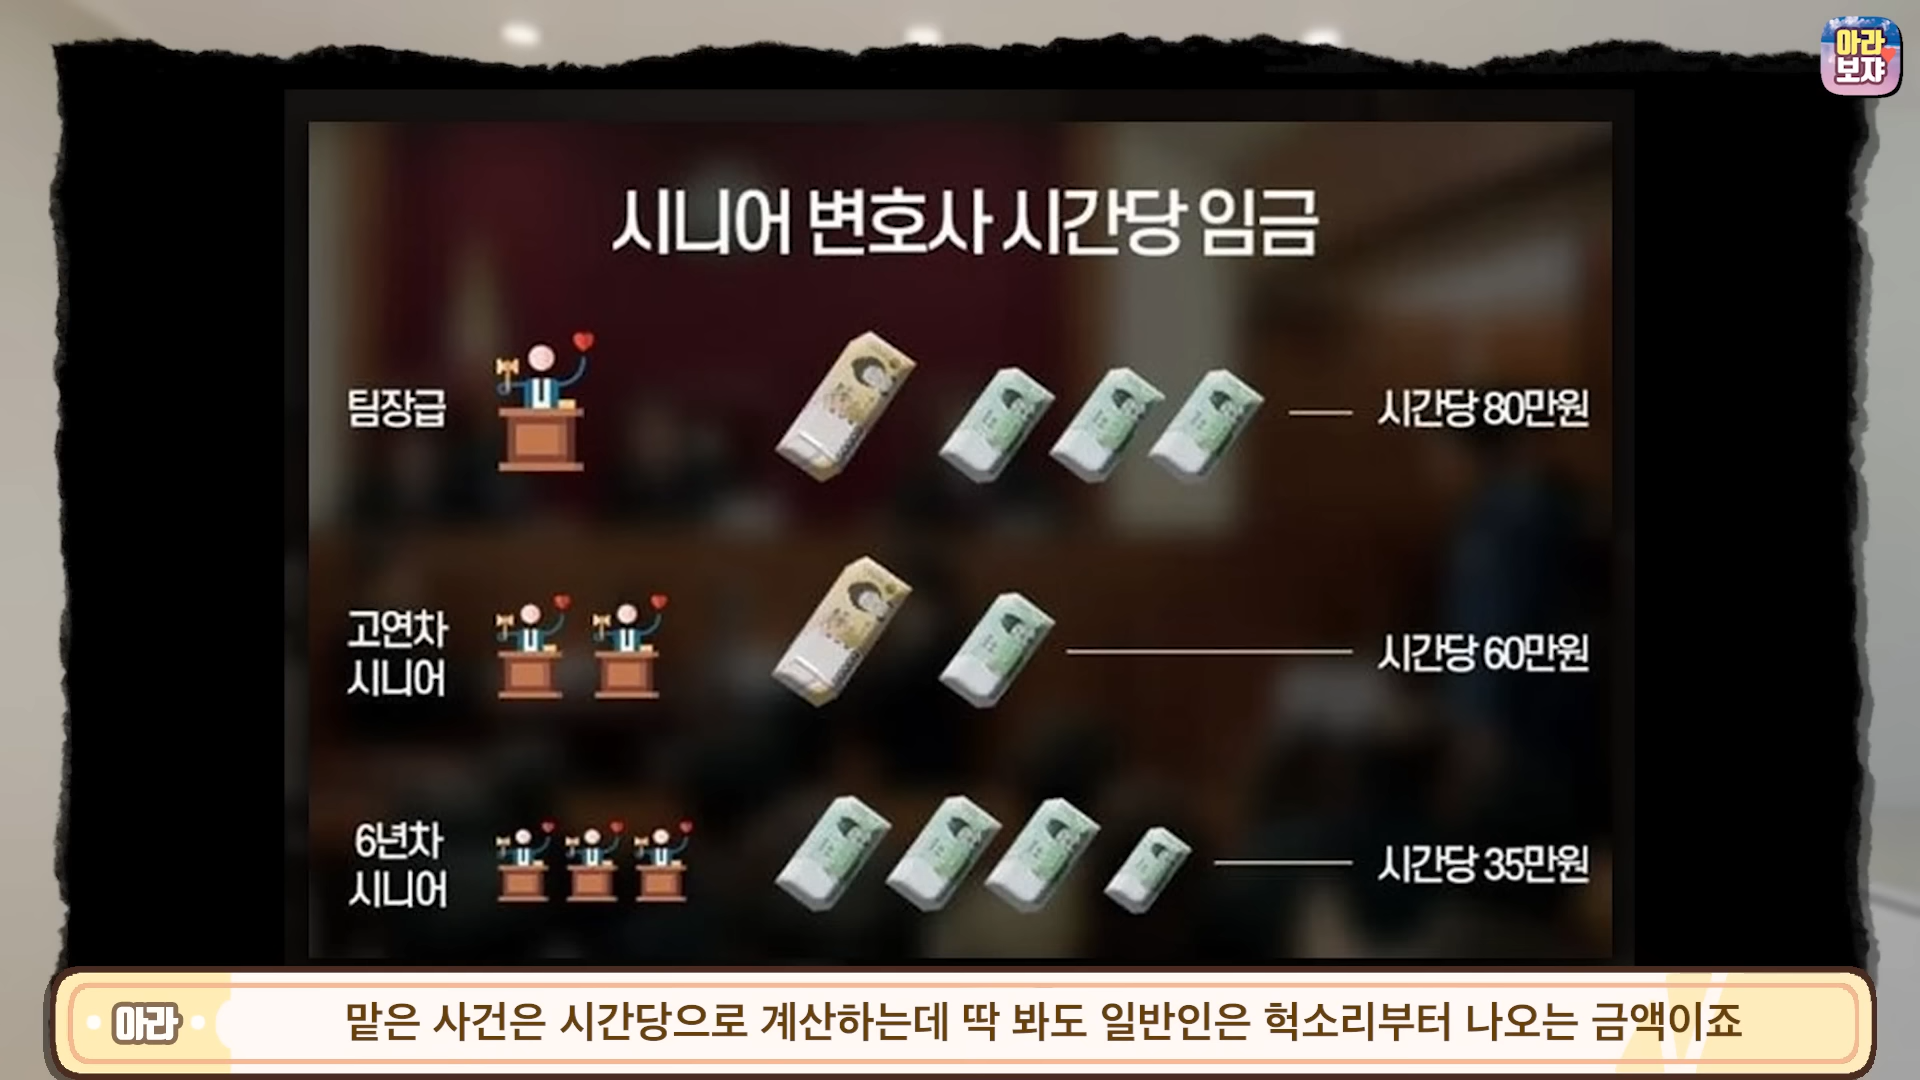 아라
보쟈
시니어 변호사 시간당 임금
팀장급
시간당 80만원
고연차
시니어
시간당 60만원
6년차
시니어
시간당 35만원
아라
맡은 사건은 시간당으로 계산하는데 딱 봐도 일반인은 헉소리부터 나오는 금액이죠